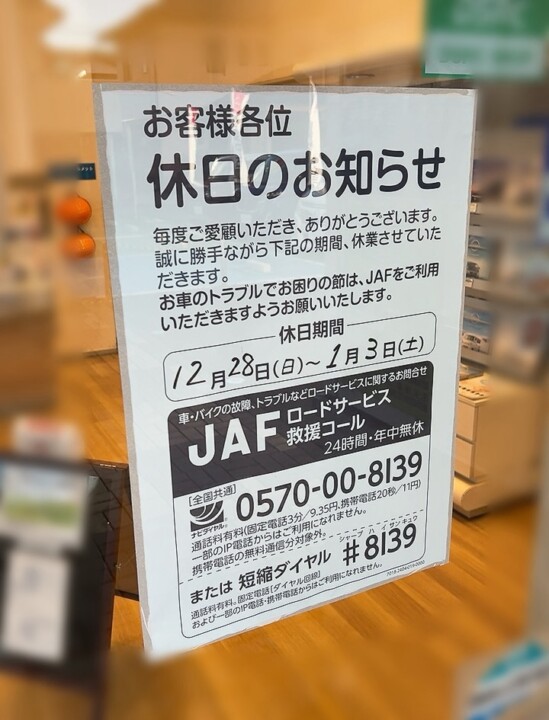 お客様各位
休日のお知らせ
毎度ご愛顧いただき、ありがとうございます。
誠に勝手ながら下記の期間、休業させていた
だきます。
お車のトラブルでお困りの節は、JAFをご利用
いただきますようお願いいたします。
休日期間
12月28日(日)～1月3日(土)
車・バイクの故障、トラブルなどロードサービスに関するお問合せ
JAF ロードサービス
救援コール
24時間・年中無休
[全国共通]
ナビダイヤル 0570-00-8139
通話料有料(固定電話3分/9.35円、携帯電話20秒/11円)
一部のIP電話からはご利用になれません。
携帯電話の無料通信分対象外。
シャープ ハイサンキュウ
または 短縮ダイヤル #8139
通話料有料。固定電話[ダイヤル回線]
および一部のIP電話・携帯電話からはご利用になれません。